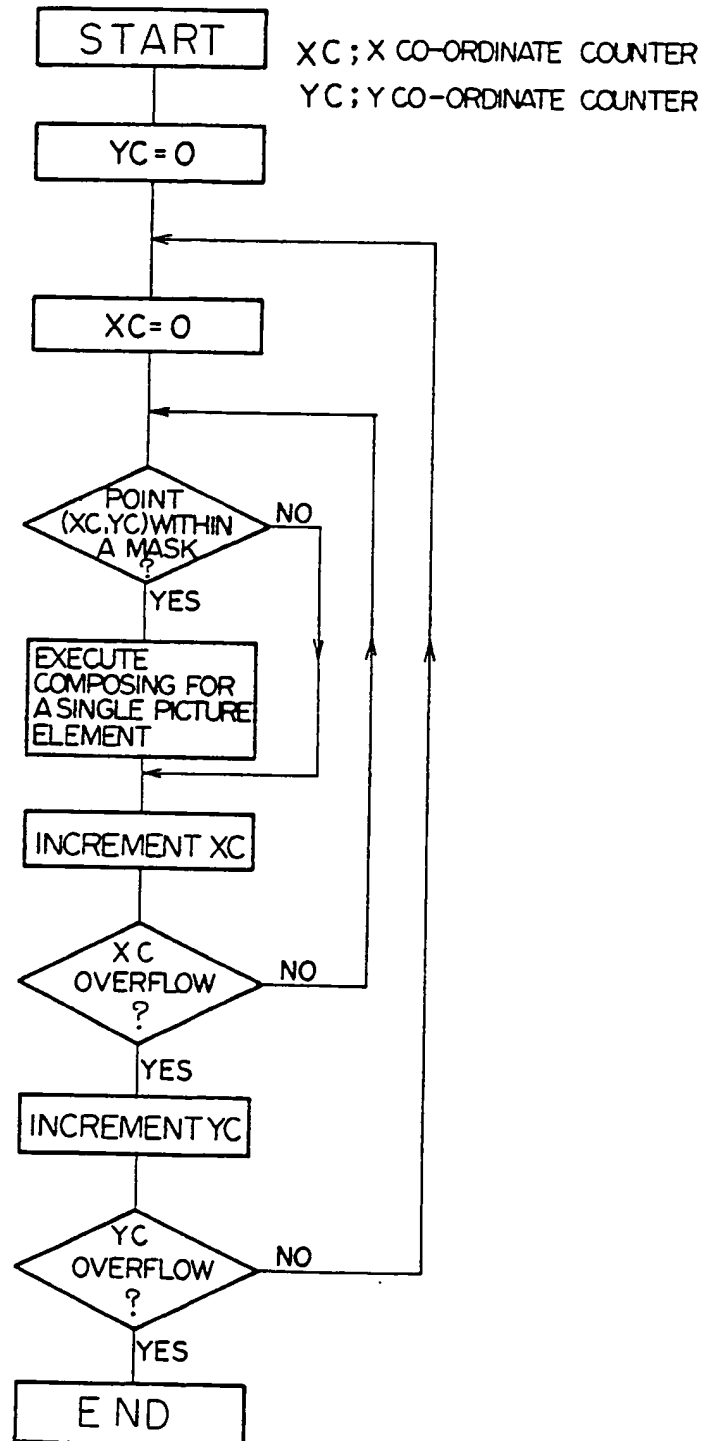 START
XC; X CO-ORDINATE COUNTER
YC; Y CO-ORDINATE COUNTER
YC=0
XC=0
POINT
(XC,YC) WITHIN
A MASK
?
NO
YES
EXECUTE
COMPOSING FOR
A SINGLE PICTURE
ELEMENT
INCREMENT XC
XC
OVERFLOW
?
NO
YES
INCREMENT YC
YC
OVERFLOW
?
NO
YES
END